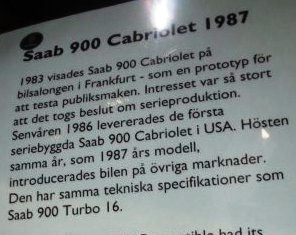 Saab 900 Cabriolet 1987
1983 visades Saab 900 Cabriolet på
bilsalongen i Frankfurt - som en prototyp för
att testa publiksmaken. Intresset var så stort
att det togs beslut om serieproduktion.
Senvåren 1986 levererades de första
seriebyggda Saab 900 Cabriolet i USA. Hösten
samma år, som 1987 års modell,
introducerades bilen på övriga marknader.
Den har samma tekniska specifikationer som
Saab 900 Turbo 16.
had its